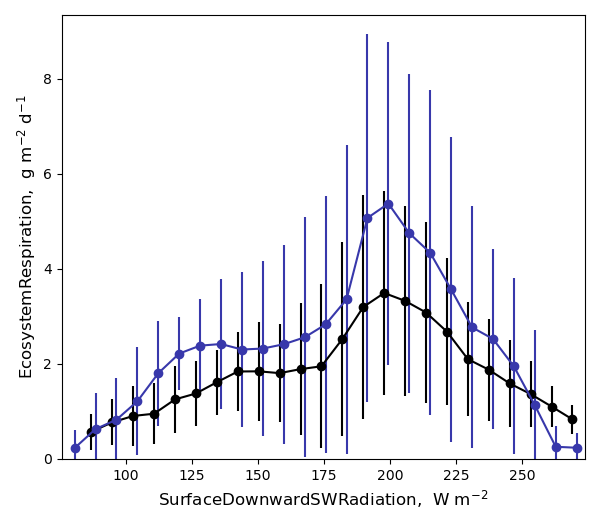 8
6
4
2
0
EcosystemRespiration, g m⁻² d⁻¹
100 125 150 175 200 225 250
SurfaceDownwardSWRadiation, W m⁻²